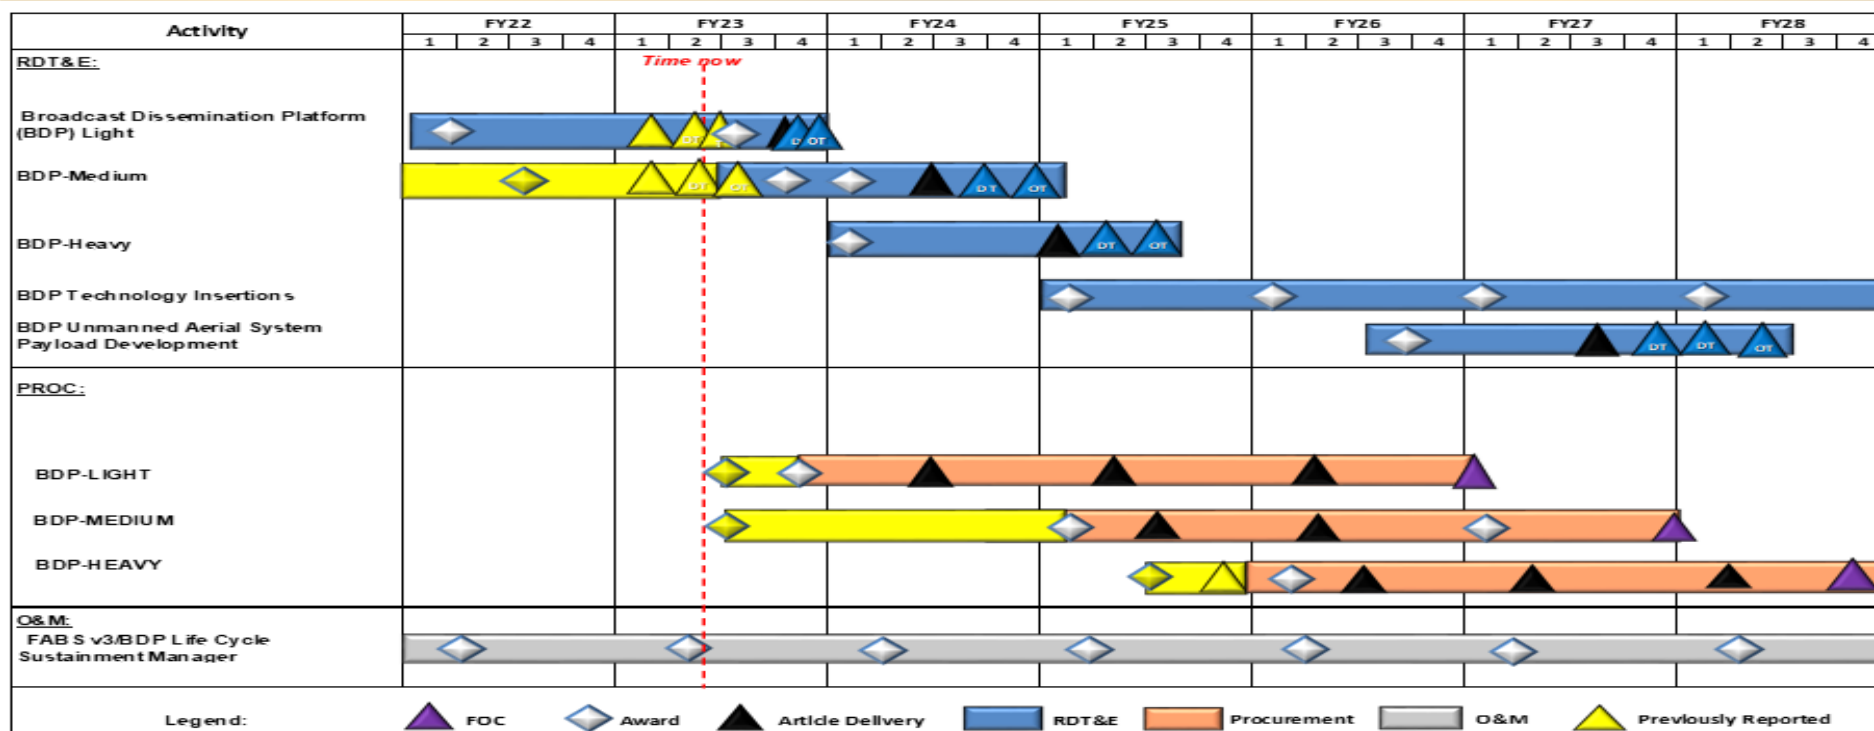 Activity FY22 FY23 FY24 FY25 FY26 FY27 FY28
1 2 3 4 1 2 3 4 1 2 3 4 1 2 3 4 1 2 3 4 1 2 3 4 1 2 3 4
RDT&E: Time now
Broadcast Dissemination Platform
(BDP) Light DT OT
BDP-Medium DT OT DT OT
BDP-Heavy DT OT
BDP Technology Insertions
BDP Unmanned Aerial System
Payload Development DT DT OT
PROC:
BDP-LIGHT
BDP-MEDIUM
BDP-HEAVY
O&M:
FABS v3/BDP Life Cycle
Sustainment Manager
Legend: FOC Award Article Delivery RDT&E Procurement O&M Previously Reported